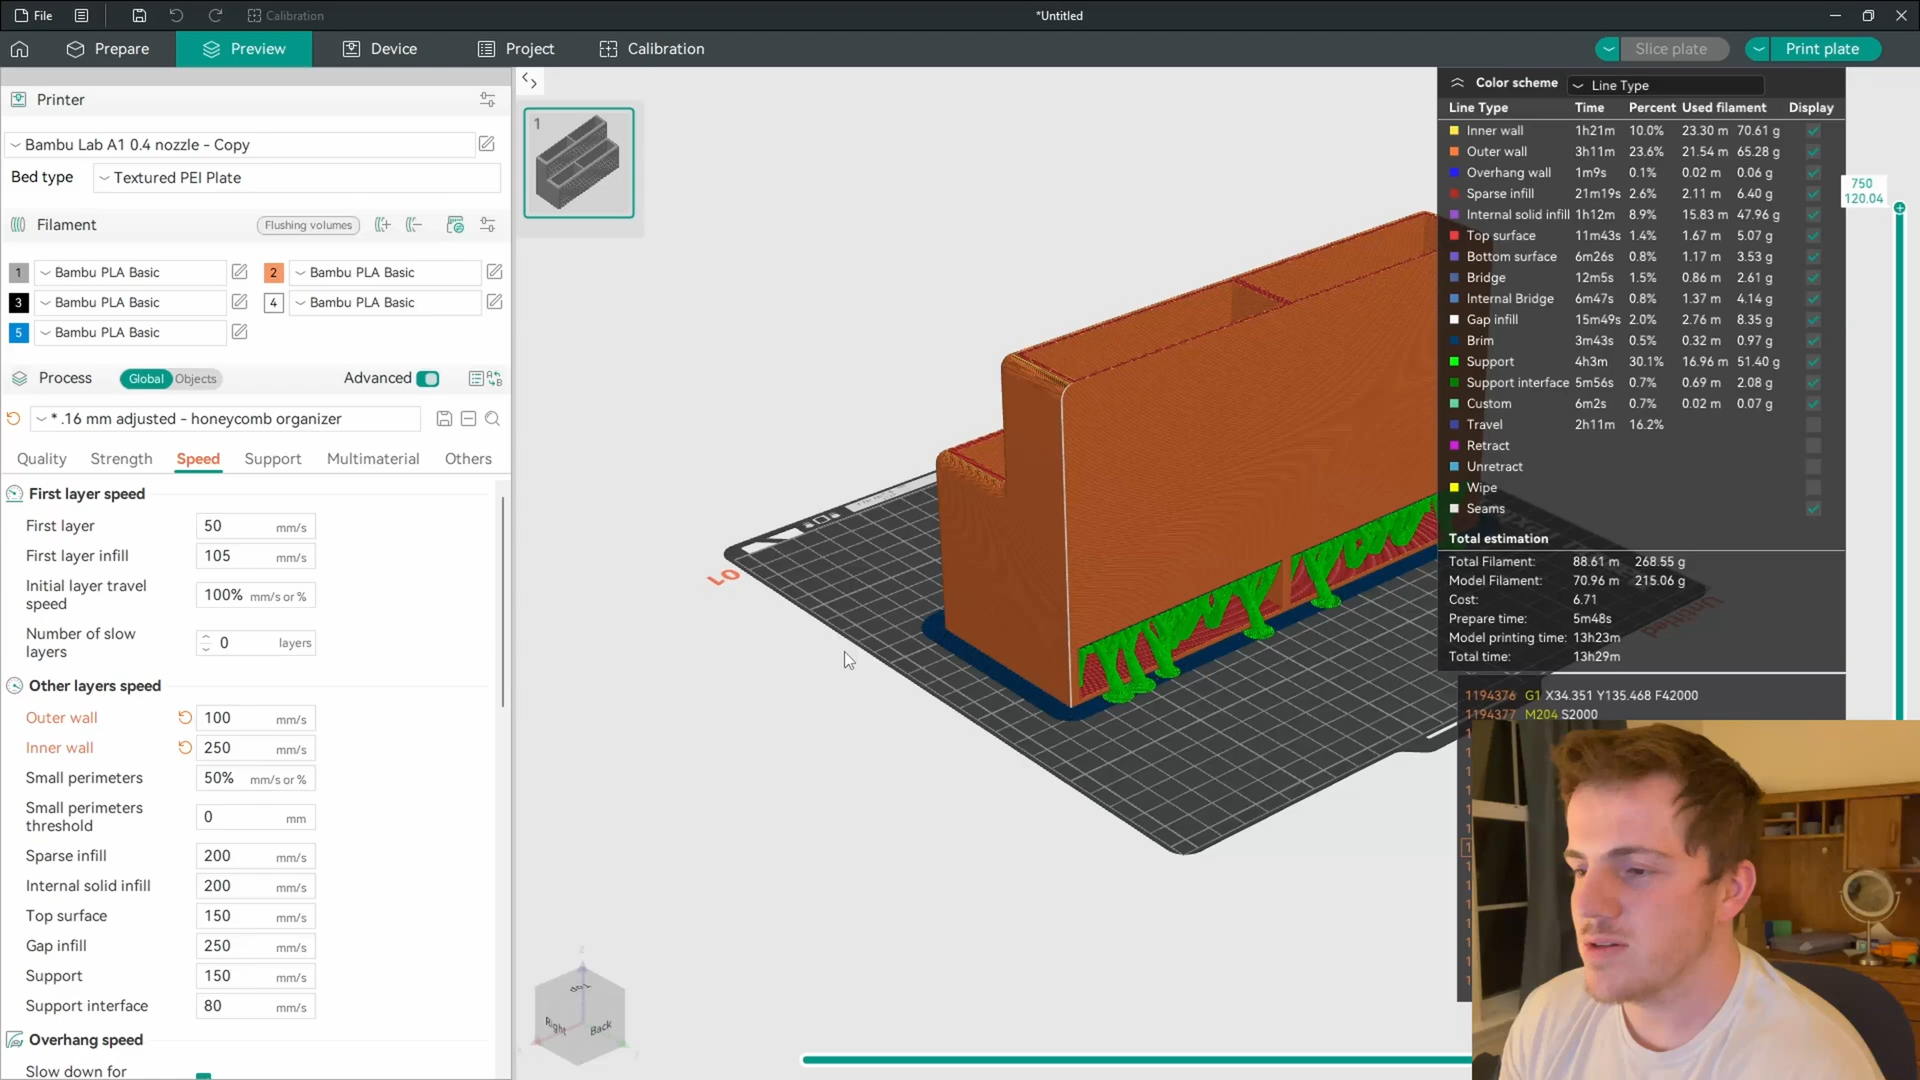 File
Calibration
*Untitled
Prepare
Preview
Device
Project
Calibration
Slice plate
Print plate
Printer
Bambu Lab A1 0.4 nozzle - Copy
Bed type
Textured PEI Plate
Filament
Flushing volumes
1 Bambu PLA Basic
2 Bambu PLA Basic
3 Bambu PLA Basic
4 Bambu PLA Basic
5 Bambu PLA Basic
Process
Global Objects
Advanced
* .16 mm adjusted - honeycomb organizer
Quality Strength Speed Support Multimaterial Others
First layer speed
First layer 50 mm/s
First layer infill 105 mm/s
Initial layer travel
speed
100% mm/s or %
Number of slow
layers
0 layers
Other layers speed
Outer wall 100 mm/s
Inner wall 250 mm/s
Small perimeters 50% mm/s or %
Small perimeters
threshold
0 mm
Sparse infill 200 mm/s
Internal solid infill 200 mm/s
Top surface 150 mm/s
Gap infill 250 mm/s
Support 150 mm/s
Support interface 80 mm/s
Overhang speed
Slow down for
1
Top
Right
Back
Z
Color scheme Line Type
Line Type Time Percent Used filament Display
Inner wall 1h21m 10.0% 23.30 m 70.61 g
Outer wall 3h11m 23.6% 21.54 m 65.28 g
Overhang wall 1m9s 0.1% 0.02 m 0.06 g
Sparse infill 21m19s 2.6% 2.11 m 6.40 g
Internal solid infill 1h12m 8.9% 15.83 m 47.96 g
Top surface 11m43s 1.4% 1.67 m 5.07 g
Bottom surface 6m26s 0.8% 1.17 m 3.53 g
Bridge 12m5s 1.5% 0.86 m 2.61 g
Internal Bridge 6m47s 0.8% 1.37 m 4.14 g
Gap infill 15m49s 2.0% 2.76 m 8.35 g
Brim 3m43s 0.5% 0.32 m 0.97 g
Support 4h3m 30.1% 16.96 m 51.40 g
Support interface 5m56s 0.7% 0.69 m 2.08 g
Custom 6m2s 0.7% 0.02 m 0.07 g
Travel 2h11m 16.2%
Retract
Unretract
Wipe
Seams
Total estimation
Total Filament: 88.61 m 268.55 g
Model Filament: 70.96 m 215.06 g
Cost: 6.71
Prepare time: 5m48s
Model printing time: 13h23m
Total time: 13h29m
750
120.04
1194376 G1 X34.351 Y135.468 F42000
1194377 M204 S2000